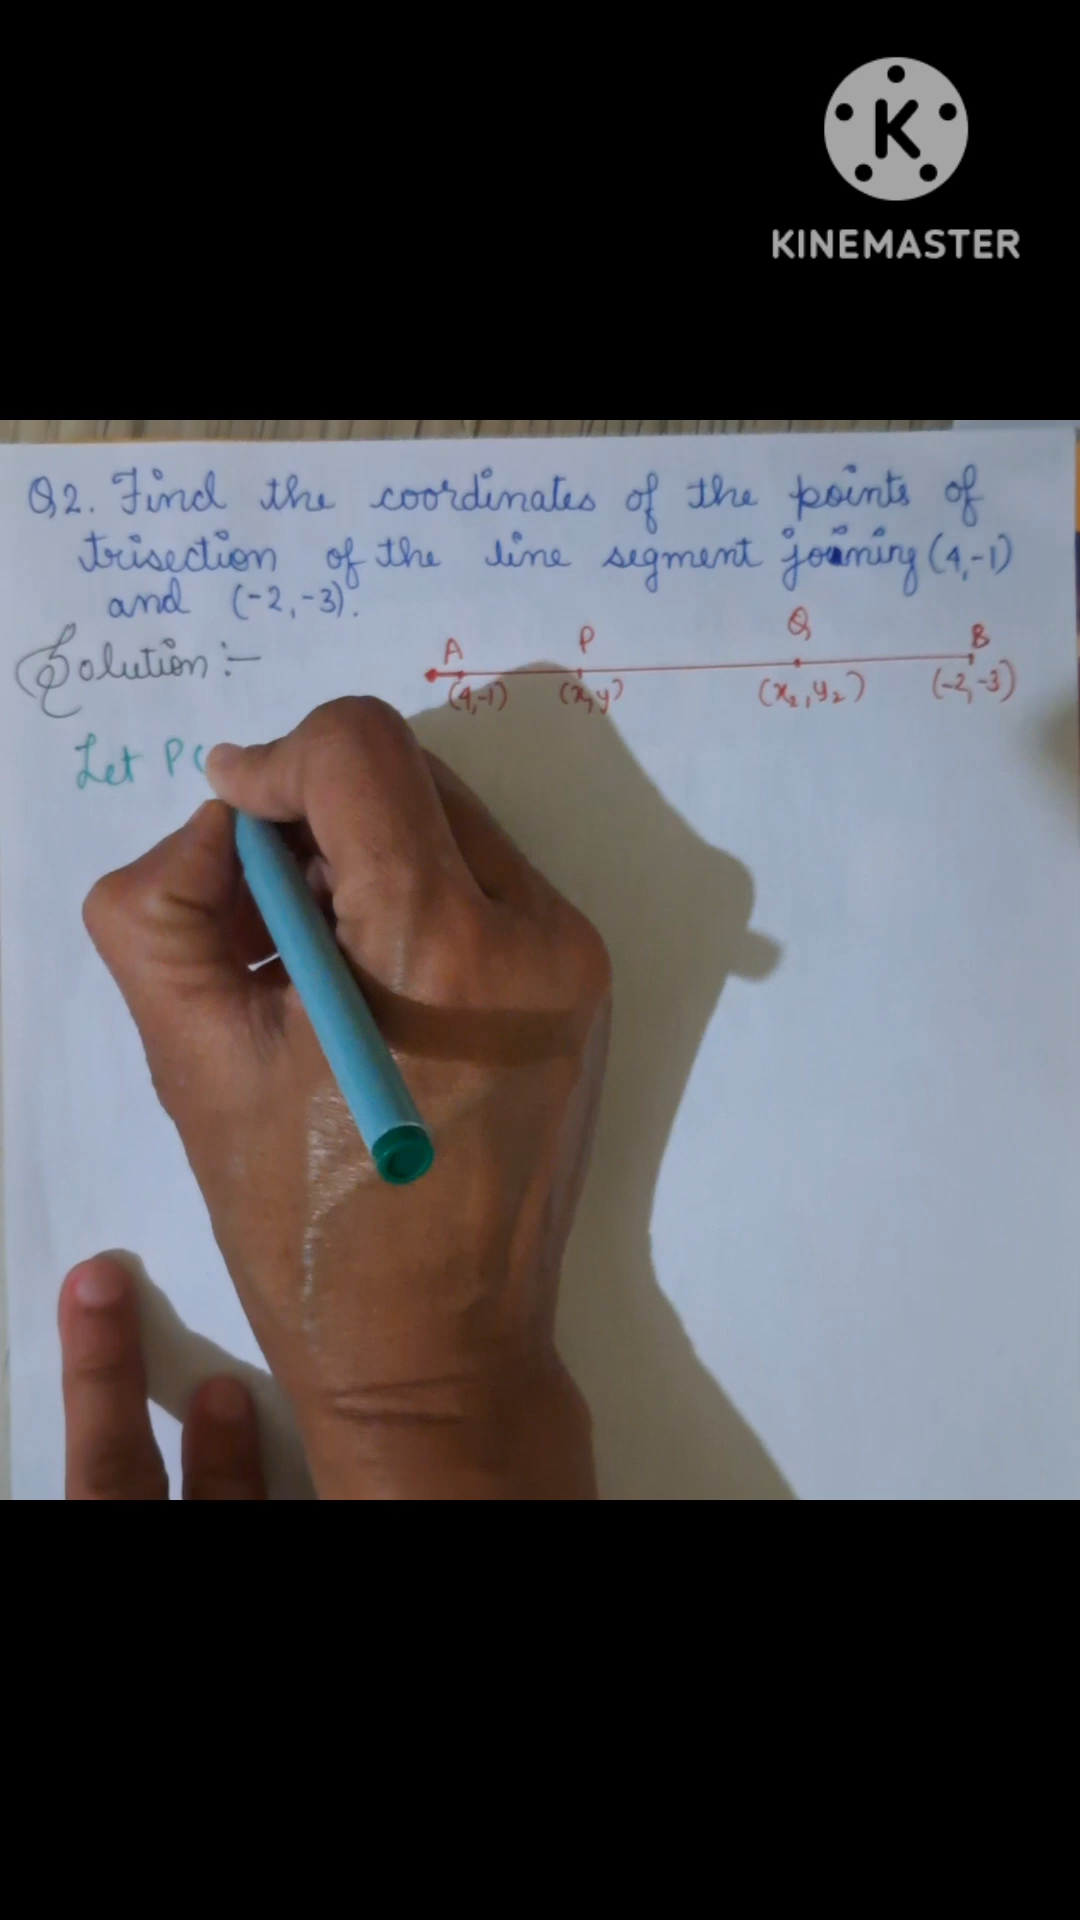 K
KINEMASTER
Q2. Find the coordinates of the points of
trisection of the line segment joining (4,-1)
and (-2,-3).
Solution :-
A P Q B
(4,-1) (x,y) (x₂,y₂) (-2,-3)
Let P(